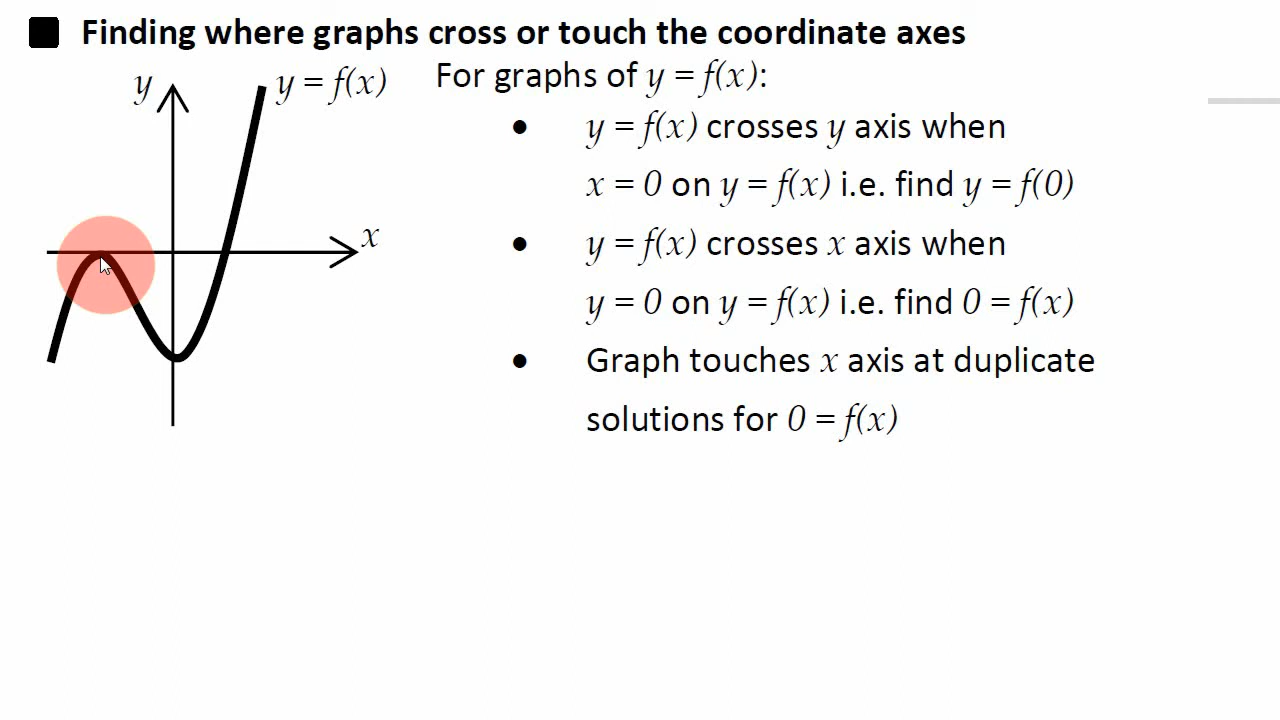 Finding where graphs cross or touch the coordinate axes
y
y = f(x)
x
For graphs of y = f(x):
● y = f(x) crosses y axis when
x = 0 on y = f(x) i.e. find y = f(0)
● y = f(x) crosses x axis when
y = 0 on y = f(x) i.e. find 0 = f(x)
● Graph touches x axis at duplicate
solutions for 0 = f(x)